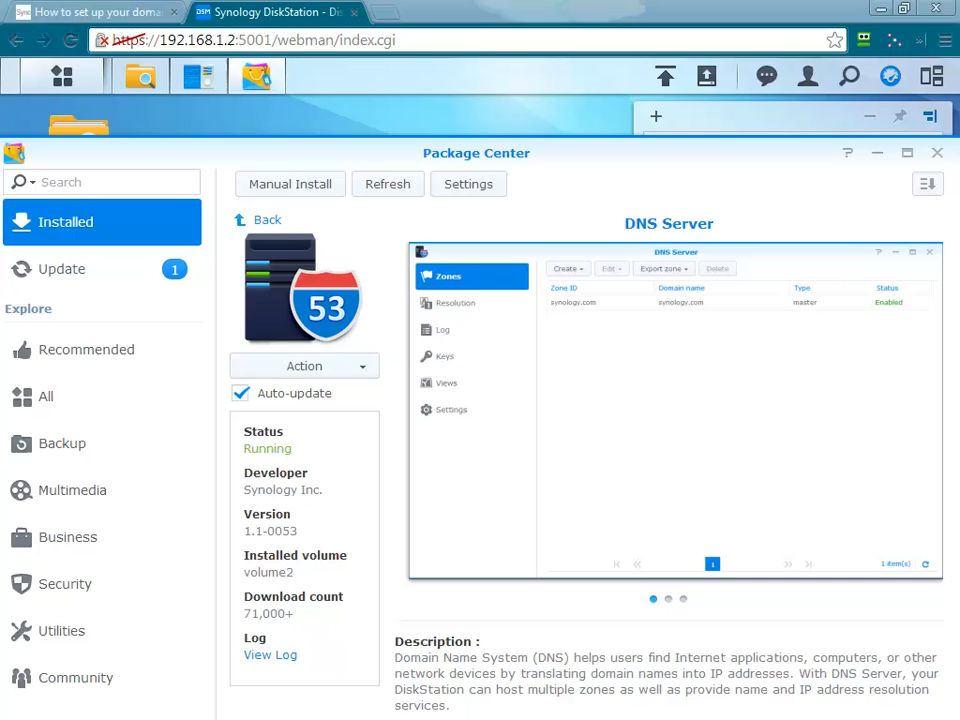 How to set up your doma
Synology DiskStation - Dis
https://192.168.1.2:5001/webman/index.cgi
Package Center
Search
Manual Install
Refresh
Settings
Installed
Update
1
Explore
Recommended
All
Backup
Multimedia
Business
Security
Utilities
Community
Back
53
Action
Auto-update
Status
Running
Developer
Synology Inc.
Version
1.1-0053
Installed volume
volume2
Download count
71,000+
Log
View Log
DNS Server
DNS Server
Zones
Resolution
Log
Keys
Views
Settings
Create
Edit
Export zone
Delete
Zone ID Domain name Type Status
synology.com synology.com master Enabled
1
1 item(s)
Description :
Domain Name System (DNS) helps users find Internet applications, computers, or other
network devices by translating domain names into IP addresses. With DNS Server, your
DiskStation can host multiple zones as well as provide name and IP address resolution
services.